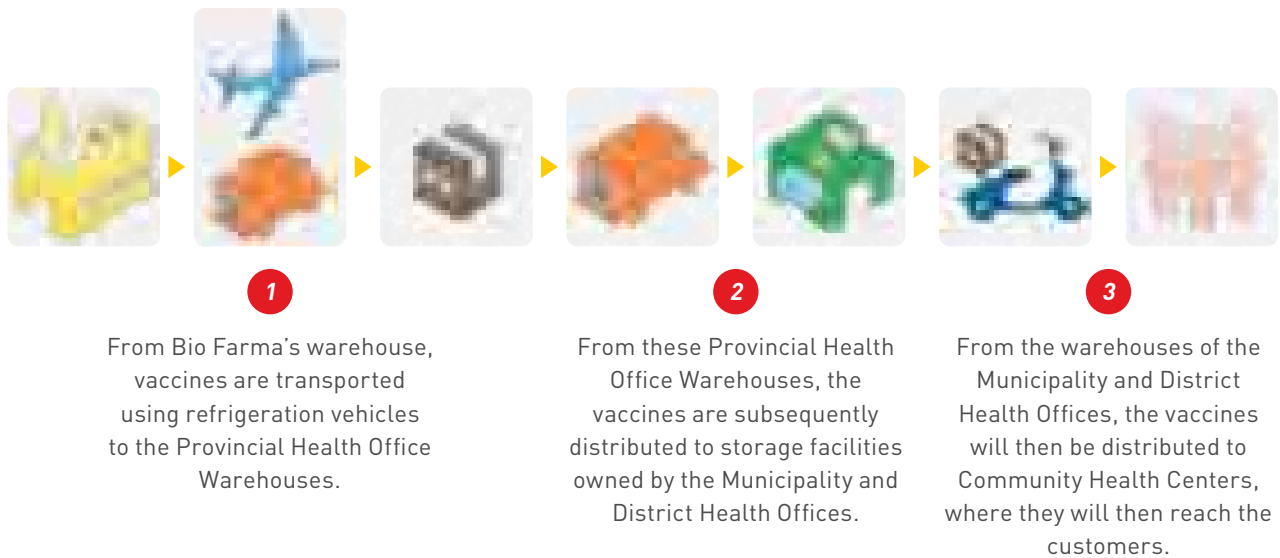 1
From Bio Farma’s warehouse,
vaccines are transported
using refrigeration vehicles
to the Provincial Health Office
Warehouses.
2
From these Provincial Health
Office Warehouses, the
vaccines are subsequently
distributed to storage facilities
owned by the Municipality and
District Health Offices.
3
From the warehouses of the
Municipality and District
Health Offices, the vaccines
will then be distributed to
Community Health Centers,
where they will then reach the
customers.